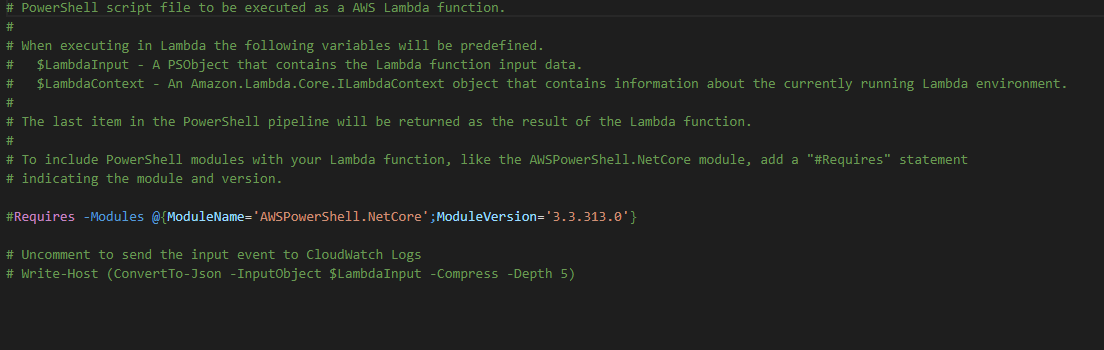 # PowerShell script file to be executed as a AWS Lambda function.
#
# When executing in Lambda the following variables will be predefined.
#   $LambdaInput - A PSObject that contains the Lambda function input data.
#   $LambdaContext - An Amazon.Lambda.Core.ILambdaContext object that contains information about the currently running Lambda environment.
#
# The last item in the PowerShell pipeline will be returned as the result of the Lambda function.
#
# To include PowerShell modules with your Lambda function, like the AWSPowerShell.NetCore module, add a "#Requires" statement
# indicating the module and version.
#Requires -Modules @{ModuleName='AWSPowerShell.NetCore';ModuleVersion='3.3.313.0'}
# Uncomment to send the input event to CloudWatch Logs
# Write-Host (ConvertTo-Json -InputObject $LambdaInput -Compress -Depth 5)